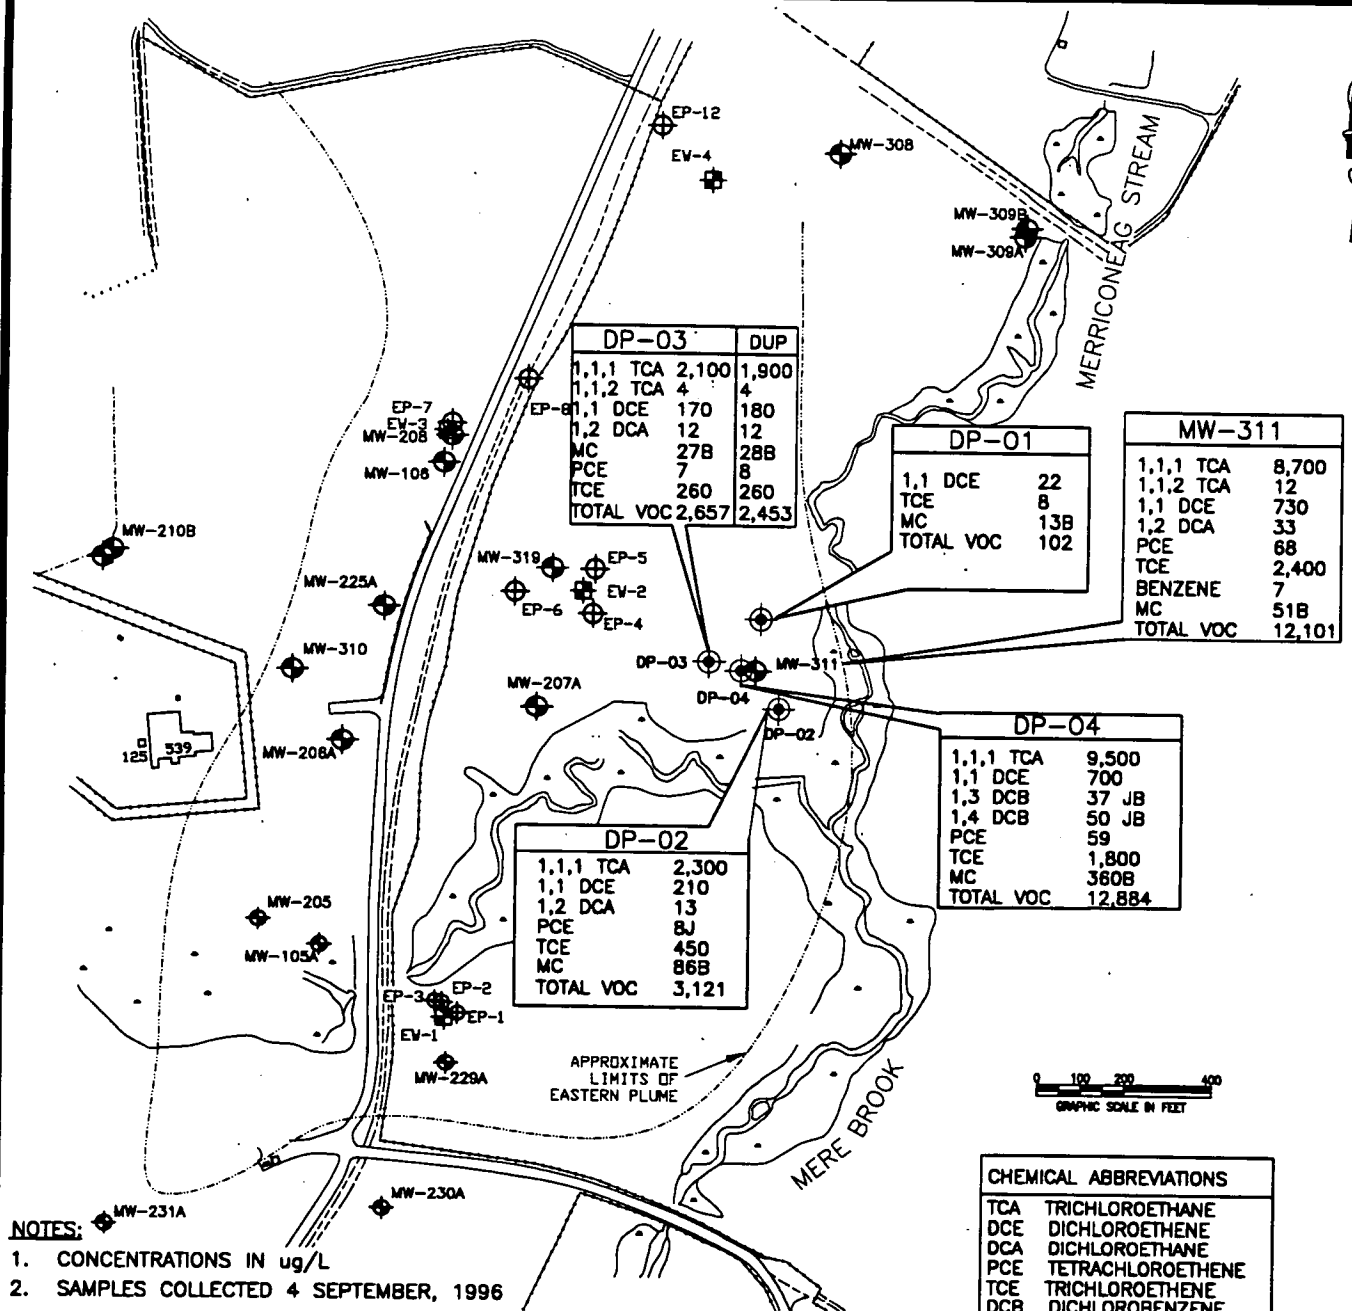 EP-12
EW-4
MW-308
MERRICONEAG STREAM
MW-309B
MW-309A
DP-03 DUP
1,1,1 TCA 2,100 1,900
1,1,2 TCA 4 4
1,1 DCE 170 180
1,2 DCA 12 12
MC 27B 28B
PCE 7 8
TCE 260 260
TOTAL VOC 2,657 2,453
EP-8
EP-7
EW-3
MW-208
MW-106
DP-01
1,1 DCE 22
TCE 8
MC 13B
TOTAL VOC 102
MW-311
1,1,1 TCA 8,700
1,1,2 TCA 12
1,1 DCE 730
1,2 DCA 33
PCE 68
TCE 2,400
BENZENE 7
MC 51B
TOTAL VOC 12,101
MW-210B
MW-225A
MW-319
EP-5
EW-2
EP-6
EP-4
MW-310
DP-03
MW-311
DP-04
MW-207A
DP-02
MW-208A
125
539
DP-04
1,1,1 TCA 9,500
1,1 DCE 700
1,3 DCB 37 JB
1,4 DCB 50 JB
PCE 59
TCE 1,800
MC 360B
TOTAL VOC 12,884
DP-02
1,1,1 TCA 2,300
1,1 DCE 210
1,2 DCA 13
PCE 8J
TCE 450
MC 86B
TOTAL VOC 3,121
MW-205
MW-105A
EP-3
EP-2
EP-1
EW-1
MW-229A
APPROXIMATE
LIMITS OF
EASTERN PLUME
MERE BROOK
0 100 200 400
GRAPHIC SCALE IN FEET
MW-230A
MW-231A
NOTES:
1. CONCENTRATIONS IN ug/L
2. SAMPLES COLLECTED 4 SEPTEMBER, 1996
CHEMICAL ABBREVIATIONS
TCA TRICHLOROETHANE
DCE DICHLOROETHENE
DCA DICHLOROETHANE
PCE TETRACHLOROETHENE
TCE TRICHLOROETHENE
DCB DICHLOROBENZENE